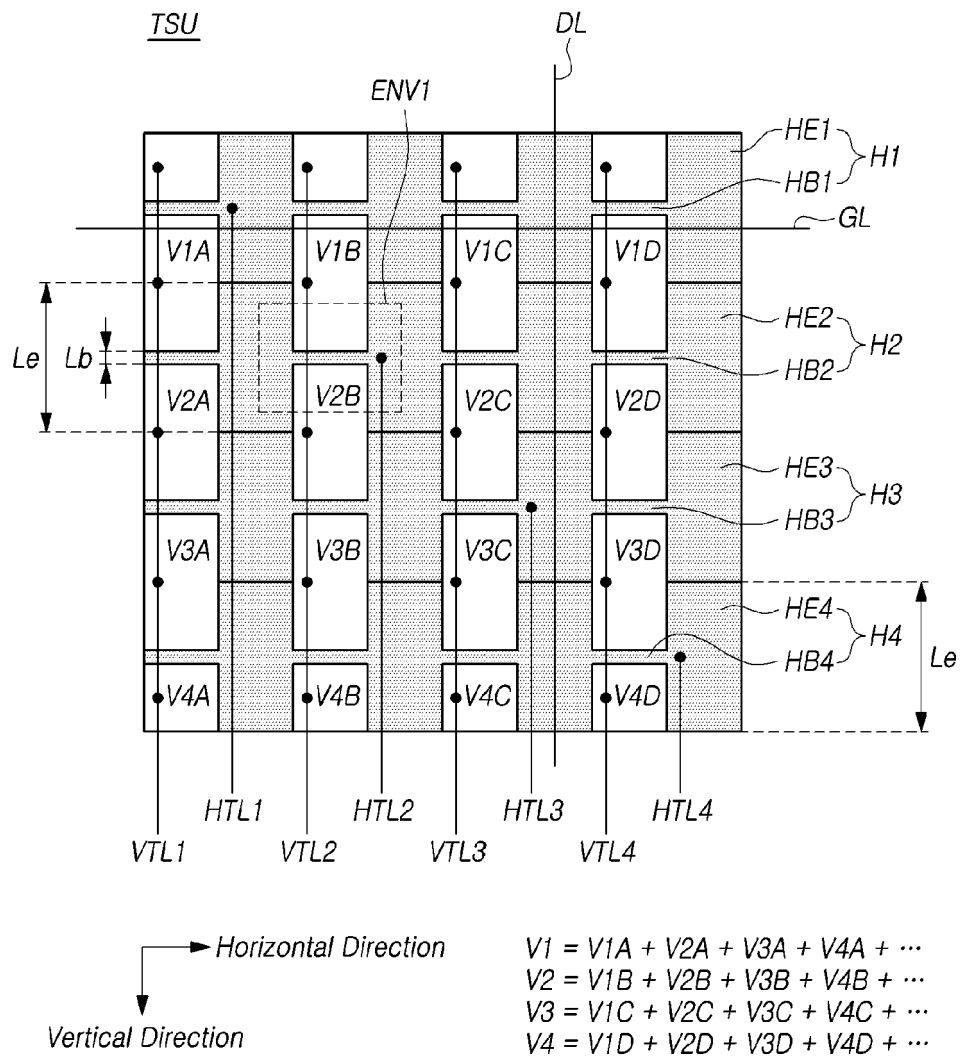 TSU
DL
ENV1
HE1
H1
HB1
GL
V1A V1B V1C V1D
HE2
H2
Le Lb
HB2
V2A V2B V2C V2D
HE3
H3
HB3
V3A V3B V3C V3D
HE4
H4
HB4
Le
V4A V4B V4C V4D
HTL1 HTL2 HTL3 HTL4
VTL1 VTL2 VTL3 VTL4
Horizontal Direction
Vertical Direction
V1 = V1A + V2A + V3A + V4A + ···
V2 = V1B + V2B + V3B + V4B + ···
V3 = V1C + V2C + V3C + V4C + ···
V4 = V1D + V2D + V3D + V4D + ···